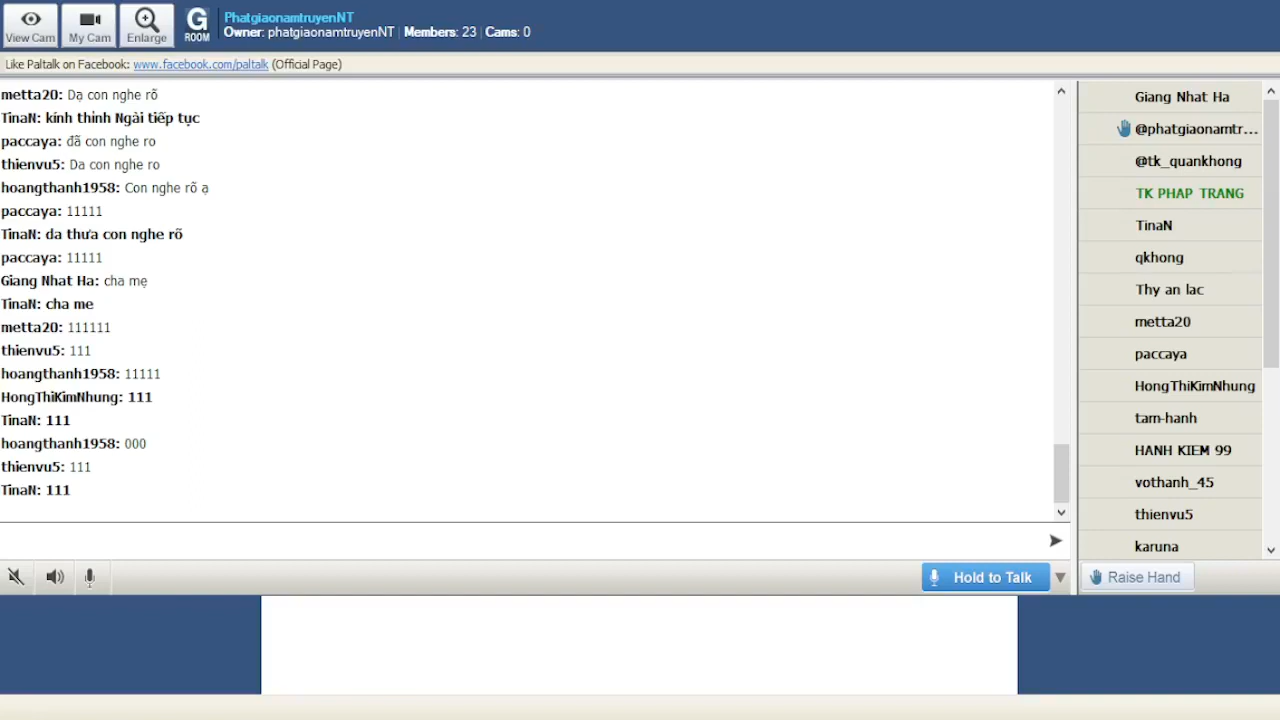 View Cam
My Cam
Enlarge
G
ROOM
PhatgiaonamtruyenNT
Owner: phatgiaonamtruyenNT | Members: 23 | Cams: 0
Like Paltalk on Facebook: www.facebook.com/paltalk (Official Page)
metta20: Dạ con nghe rõ
TinaN: kính thỉnh Ngài tiếp tục
paccaya: đã con nghe ro
thienvu5: Da con nghe ro
hoangthanh1958: Con nghe rõ ạ
paccaya: 11111
TinaN: da thưa con nghe rõ
paccaya: 11111
Giang Nhat Ha: cha mẹ
TinaN: cha me
metta20: 111111
thienvu5: 111
hoangthanh1958: 11111
HongThiKimNhung: 111
TinaN: 111
hoangthanh1958: 000
thienvu5: 111
TinaN: 111
Giang Nhat Ha
@phatgiaonamtr...
@tk_quankhong
TK PHAP TRANG
TinaN
qkhong
Thy an lac
metta20
paccaya
HongThiKimNhung
tam-hanh
HANH KIEM 99
vothanh_45
thienvu5
karuna
Hold to Talk
Raise Hand